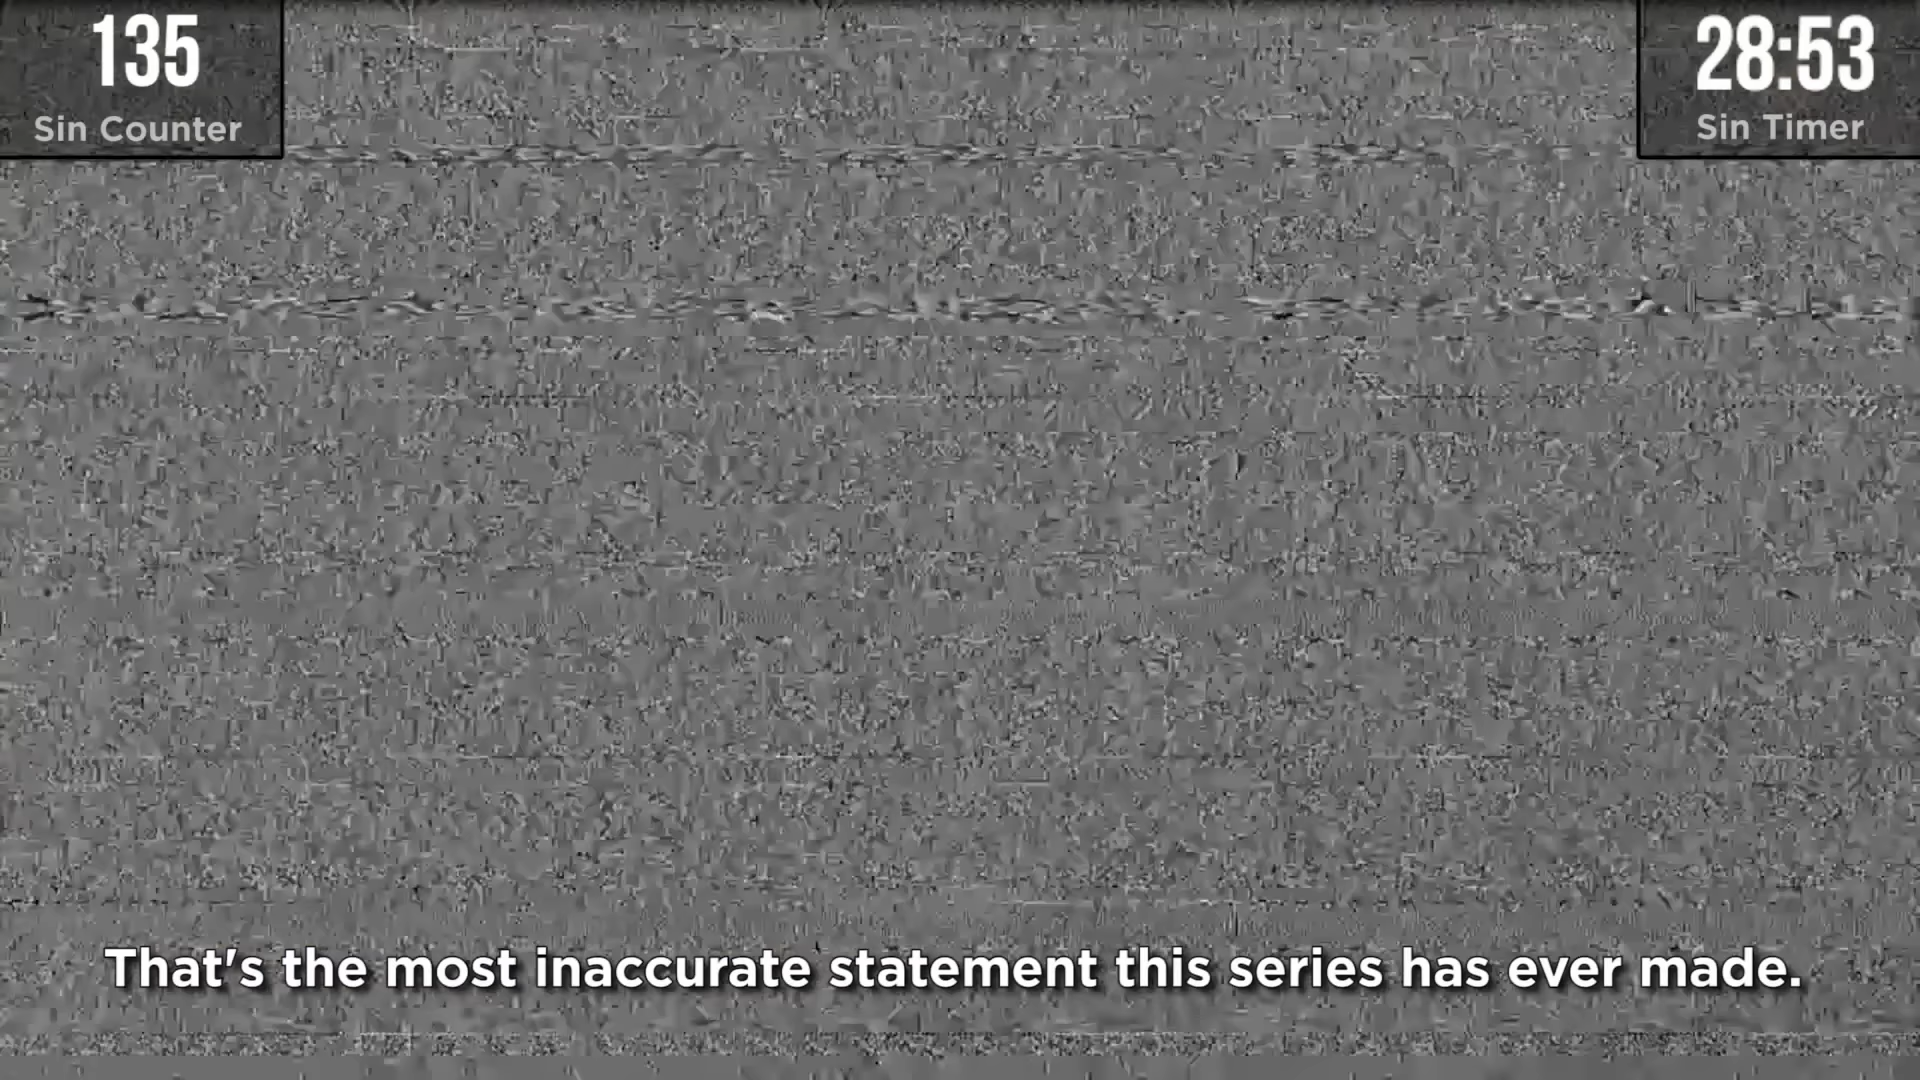 135
Sin Counter
28:53
Sin Timer
That's the most inaccurate statement this series has ever made.